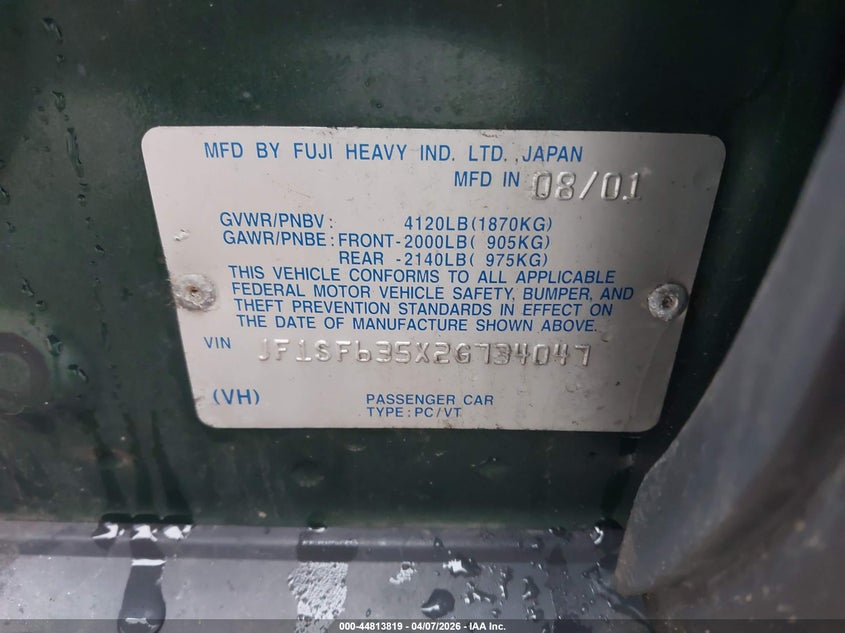 MFD BY FUJI HEAVY IND. LTD. ,JAPAN
MFD IN 08/01
GVWR/PNBV : 4120LB(1870KG)
GAWR/PNBE : FRONT-2000LB( 905KG)
REAR -2140LB( 975KG)
THIS VEHICLE CONFORMS TO ALL APPLICABLE
FEDERAL MOTOR VEHICLE SAFETY, BUMPER, AND
THEFT PREVENTION STANDARDS IN EFFECT ON
THE DATE OF MANUFACTURE SHOWN ABOVE.
VIN JF1SF635X2G734047
(VH) PASSENGER CAR
TYPE : PC/VT
000-44813819 - 04/07/2026 - IAA Inc.